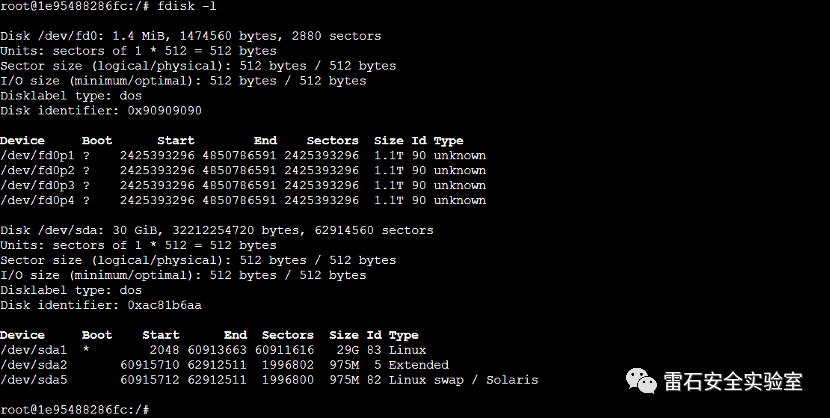 root@1e95488286fc:/# fdisk -l
Disk /dev/fd0: 1.4 MiB, 1474560 bytes, 2880 sectors
Units: sectors of 1 * 512 = 512 bytes
Sector size (logical/physical): 512 bytes / 512 bytes
I/O size (minimum/optimal): 512 bytes / 512 bytes
Disklabel type: dos
Disk identifier: 0x90909090
Device     Boot      Start        End    Sectors  Size Id Type
/dev/fd0p1 ?    2425393296 4850786591 2425393296  1.1T 90 unknown
/dev/fd0p2 ?    2425393296 4850786591 2425393296  1.1T 90 unknown
/dev/fd0p3 ?    2425393296 4850786591 2425393296  1.1T 90 unknown
/dev/fd0p4 ?    2425393296 4850786591 2425393296  1.1T 90 unknown
Disk /dev/sda: 30 GiB, 32212254720 bytes, 62914560 sectors
Units: sectors of 1 * 512 = 512 bytes
Sector size (logical/physical): 512 bytes / 512 bytes
I/O size (minimum/optimal): 512 bytes / 512 bytes
Disklabel type: dos
Disk identifier: 0xac81b6aa
Device     Boot    Start      End  Sectors  Size Id Type
/dev/sda1  *        2048 60913663 60911616   29G 83 Linux
/dev/sda2       60915710 62912511  1996802  975M  5 Extended
/dev/sda5       60915712 62912511  1996800  975M 82 Linux swap / Solaris
雷石安全实验室
root@1e95488286fc:/#